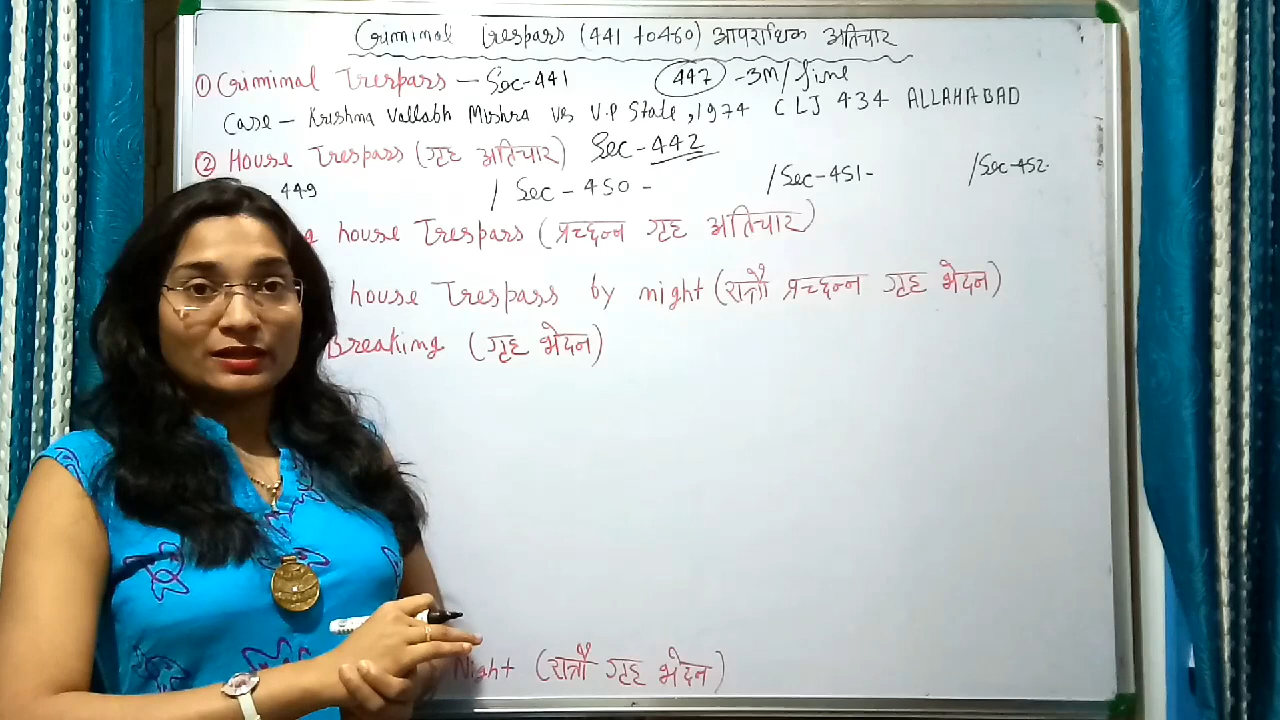 Criminal Trespass (441 to 460) आपराधिक अतिचार
① Criminal Trespass – Sec-441 447 -3M/fine
Case – Krishna Vallabh Mishra vs U.P State, 1974 CLJ 434 ALLAHABAD
② House Trespass (गृह अतिचार) Sec-442
449 / Sec-450- / Sec-451- / Sec-452-
house Trespass (प्रच्छन्न गृह अतिचार)
house Trespass by night (रात्रौ प्रच्छन्न गृह भेदन)
Breaking (गृह भेदन)
Night (रात्रौ गृह भेदन)